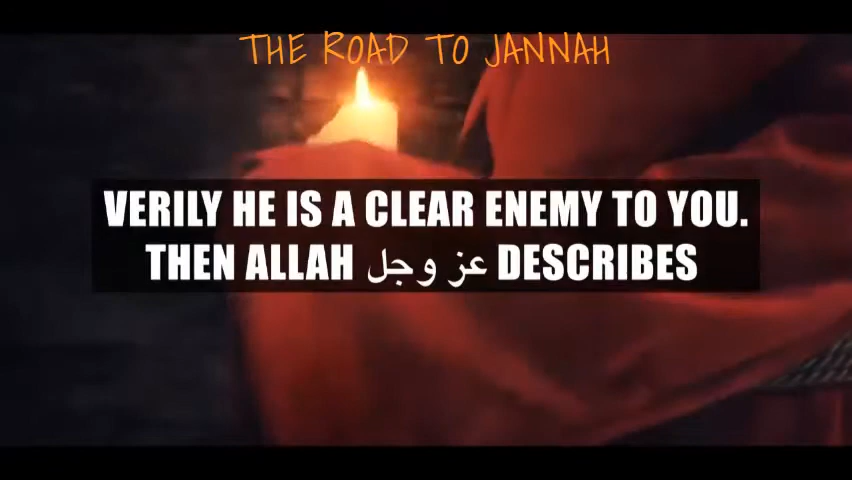 THE ROAD TO JANNAH
VERILY HE IS A CLEAR ENEMY TO YOU.
THEN ALLAH عز وجل DESCRIBES